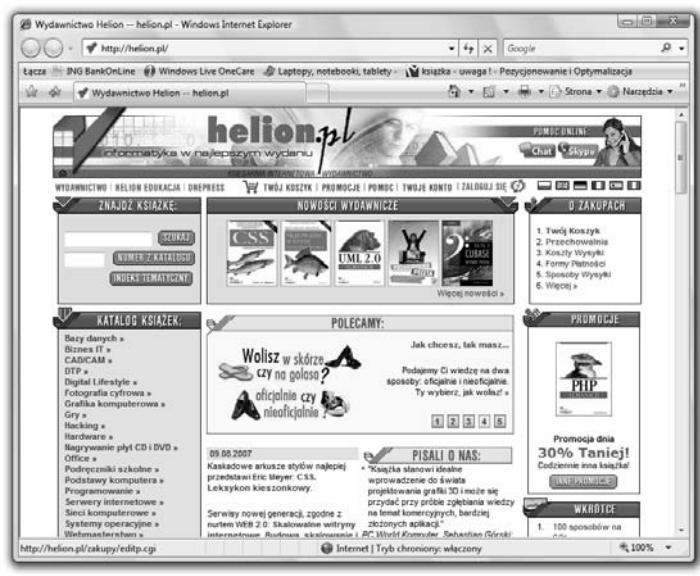 Wydawnictwo Helion -- helion.pl - Windows Internet Explorer
http://helion.pl/
Google
Łącza
ING BankOnLine
Windows Live OneCare
Laptopy, notebooki, tablety -
książka - uwaga! - Pozycjonowanie i Optymalizacja
Wydawnictwo Helion -- helion.pl
Strona
Narzędzia
helion.pl
informatyka w najlepszym wydaniu
KSIĘGARNIA INTERNETOWA WYDAWNICTWO
POMOC ONLINE:
Chat
Skype
WYDAWNICTWO | HELION EDUKACJA | ONEPRESS
TWÓJ KOSZYK | PROMOCJE | POMOC | TWOJE KONTO | ZALOGUJ SIĘ
ZNAJDŹ KSIĄŻKĘ:
SZUKAJ
NUMER Z KATALOGU
INDEKS TEMATYCZNY
NOWOŚCI WYDAWNICZE
CSS
UML 2.0
CUBASE
Więcej nowości »
O ZAKUPACH
1. Twój Koszyk
2. Przechowalnia
3. Koszty Wysyłki
4. Formy Płatności
5. Sposoby Wysyłki
6. Więcej »
KATALOG KSIĄŻEK:
Bazy danych »
Biznes IT »
CAD/CAM »
DTP »
Digital Lifestyle »
Fotografia cyfrowa »
Grafika komputerowa »
Gry »
Hacking »
Hardware »
Nagrywanie płyt CD i DVD »
Office »
Podręczniki szkolne »
Podstawy komputera »
Programowanie »
Serwery internetowe »
Sieci komputerowe »
Systemy operacyjne »
Webmasterstwo »
POLECAMY:
Wolisz w skórze
czy na golasa?
oficjalnie czy
nieoficjalnie?
Jak chcesz, tak masz...
Podajemy Ci wiedzę na dwa
sposoby: oficjalnie i nieoficjalnie.
Ty wybierz, jak wolisz! »
1 2 3 4 5
09.08.2007
Kaskadowe arkusze stylów najlepiej
przedstawi Eric Meyer: CSS.
Leksykon kieszonkowy.
Serwisy nowej generacji, zgodne z
nurtem WEB 2.0: Skalowalne witryny
internetowe. Budowa, skalowanie i
PISALI O NAS:
"Książka stanowi idealne
wprowadzenie do świata
projektowania grafiki 3D i może się
przydać przy próbie zgłębiania wiedzy
na temat komercyjnych, bardziej
złożonych aplikacji."
PC World Komputer, Sebastian Górski;
PROMOCJE
PHP
Promocja dnia
30% Taniej!
Codziennie inna książka!
INNE PROMOCJE
WKRÓTCE
1. 100 sposobów na
http://helion.pl/zakupy/editp.cgi
Internet | Tryb chroniony: włączony
100%